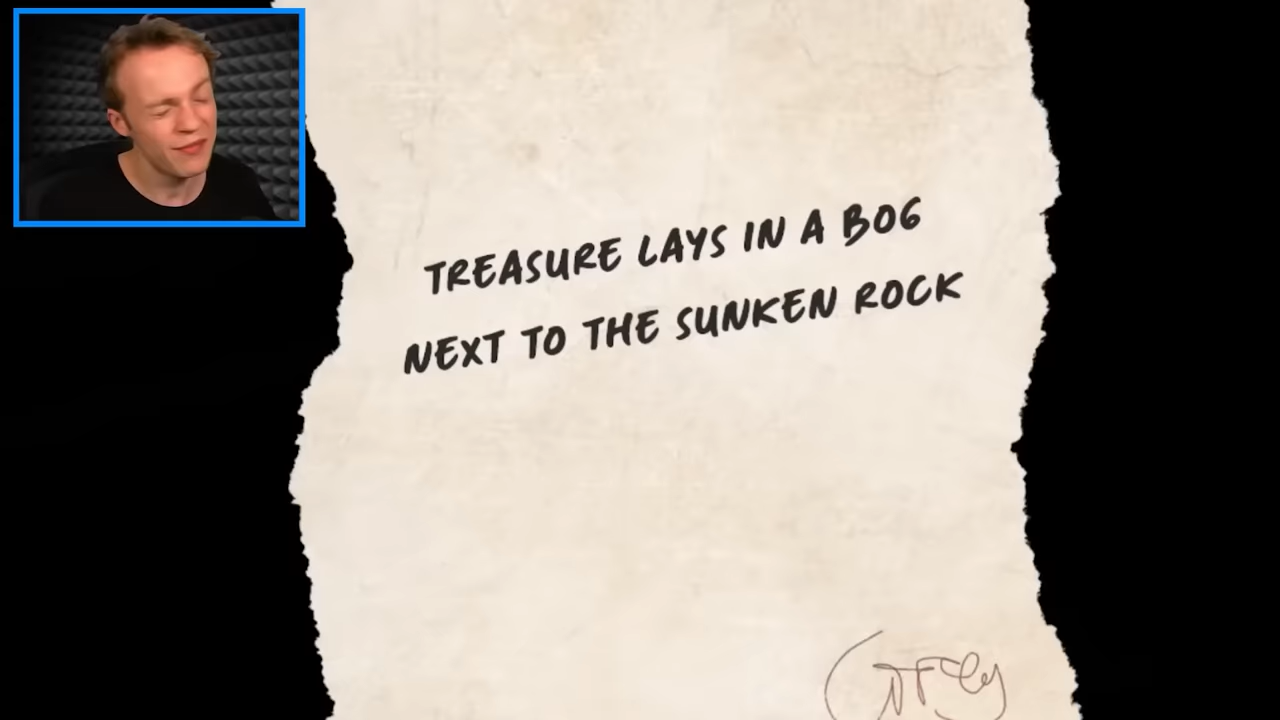 TREASURE LAYS IN A BOG
NEXT TO THE SUNKEN ROCK